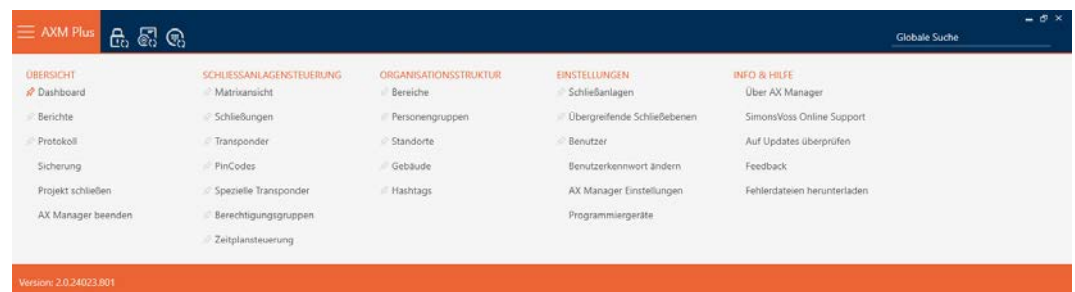 AXM Plus
Globale Suche
ÜBERSICHT
Dashboard
Berichte
Protokoll
Sicherung
Projekt schließen
AX Manager beenden
SCHLIESSANLAGENSTEUERUNG
Matrixansicht
Schließungen
Transponder
PinCodes
Spezielle Transponder
Berechtigungsgruppen
Zeitplansteuerung
ORGANISATIONSSTRUKTUR
Bereiche
Personengruppen
Standorte
Gebäude
Hashtags
EINSTELLUNGEN
Schließanlagen
Übergreifende Schließebenen
Benutzer
Benutzerkennwort ändern
AX Manager Einstellungen
Programmiergeräte
INFO & HILFE
Über AX Manager
SimonsVoss Online Support
Auf Updates überprüfen
Feedback
Fehlerdateien herunterladen
Version: 2.0.24023.801